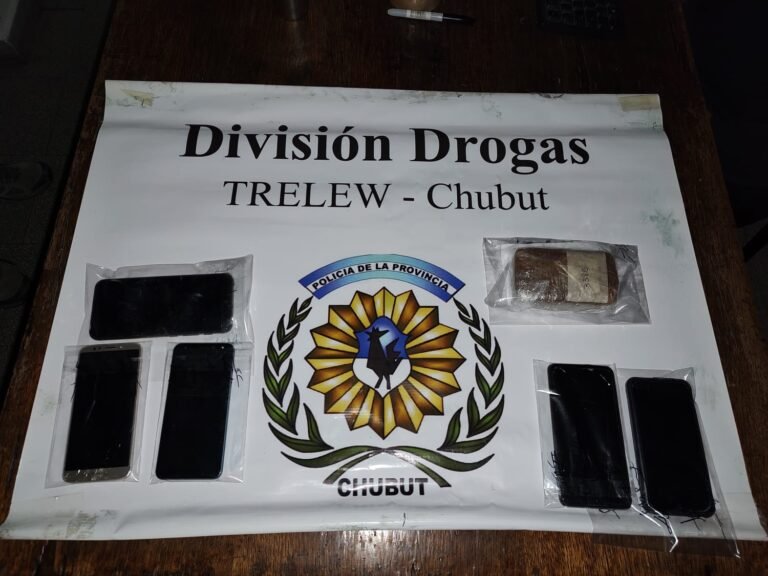 División Drogas
TRELEW - Chubut
POLICIA DE LA PROVINCIA
CHUBUT